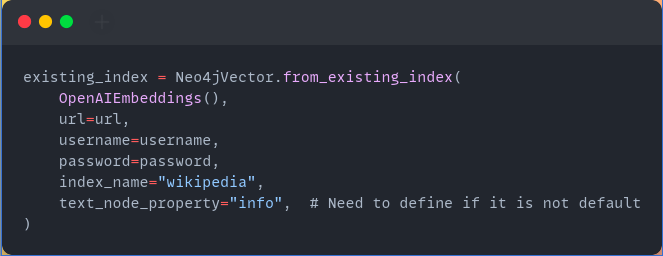 existing_index = Neo4jVector.from_existing_index(
    OpenAIEmbeddings(),
    url=url,
    username=username,
    password=password,
    index_name="wikipedia",
    text_node_property="info",  # Need to define if it is not default
)